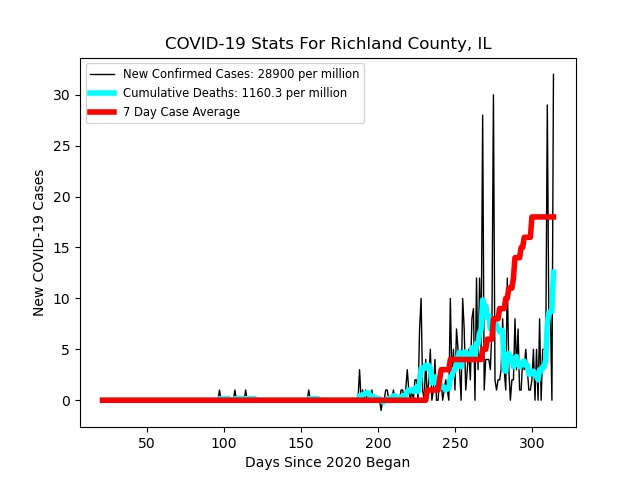 COVID-19 Stats For Richland County, IL
New Confirmed Cases: 28900 per million
Cumulative Deaths: 1160.3 per million
7 Day Case Average
New COVID-19 Cases
30
25
20
15
10
5
0
50 100 150 200 250 300
Days Since 2020 Began